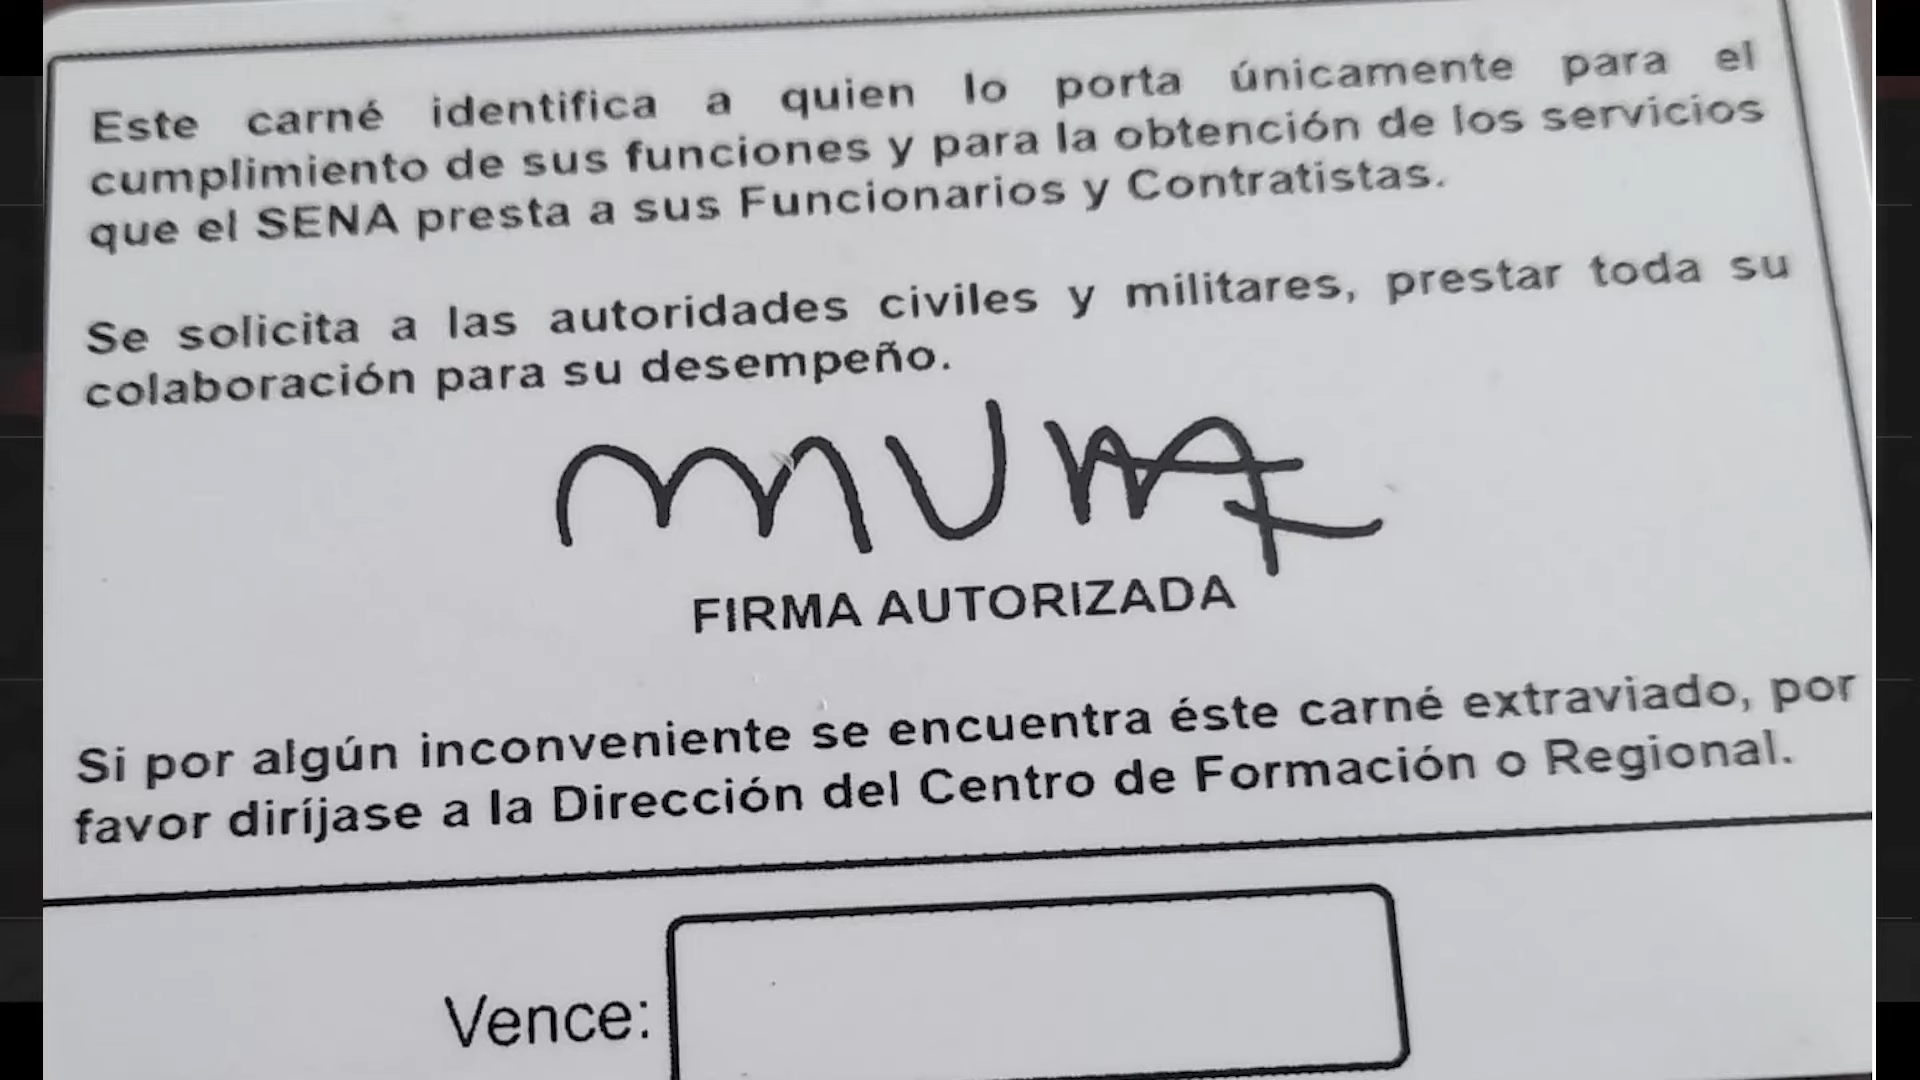 Este carné identifica a quien lo porta únicamente para el
cumplimiento de sus funciones y para la obtención de los servicios
que el SENA presta a sus Funcionarios y Contratistas.
Se solicita a las autoridades civiles y militares, prestar toda su
colaboración para su desempeño.
FIRMA AUTORIZADA
Si por algún inconveniente se encuentra éste carné extraviado, por
favor diríjase a la Dirección del Centro de Formación o Regional.
Vence: